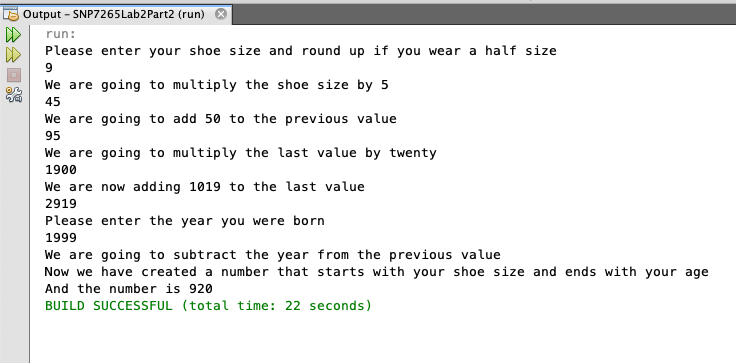 Output – SNP7265Lab2Part2 (run)
run:
Please enter your shoe size and round up if you wear a half size
9
We are going to multiply the shoe size by 5
45
We are going to add 50 to the previous value
95
We are going to multiply the last value by twenty
1900
We are now adding 1019 to the last value
2919
Please enter the year you were born
1999
We are going to subtract the year from the previous value
Now we have created a number that starts with your shoe size and ends with your age
And the number is 920
BUILD SUCCESSFUL (total time: 22 seconds)